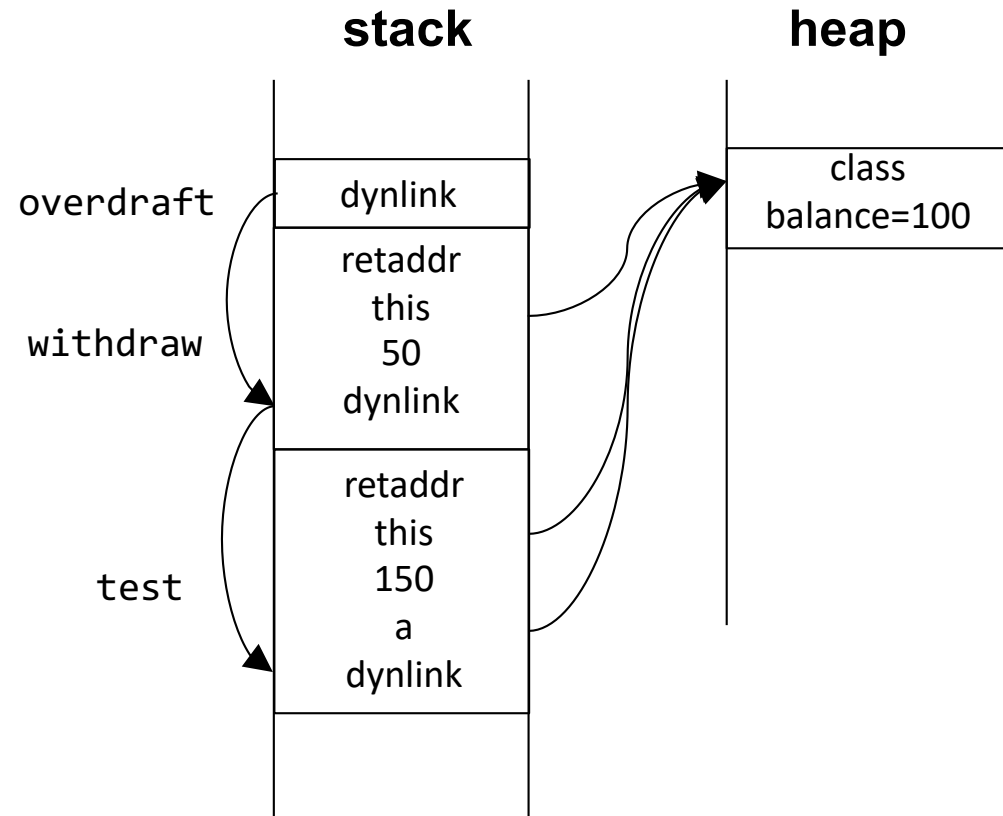 stack
heap
overdraft
dynlink
class
balance=100
withdraw
retaddr
this
50
dynlink
test
retaddr
this
150
a
dynlink